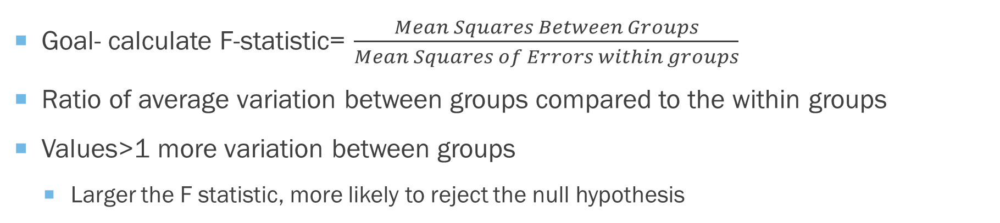 Goal- calculate F-statistic= Mean Squares Between Groups / Mean Squares of Errors within groups
Ratio of average variation between groups compared to the within groups
Values>1 more variation between groups
Larger the F statistic, more likely to reject the null hypothesis